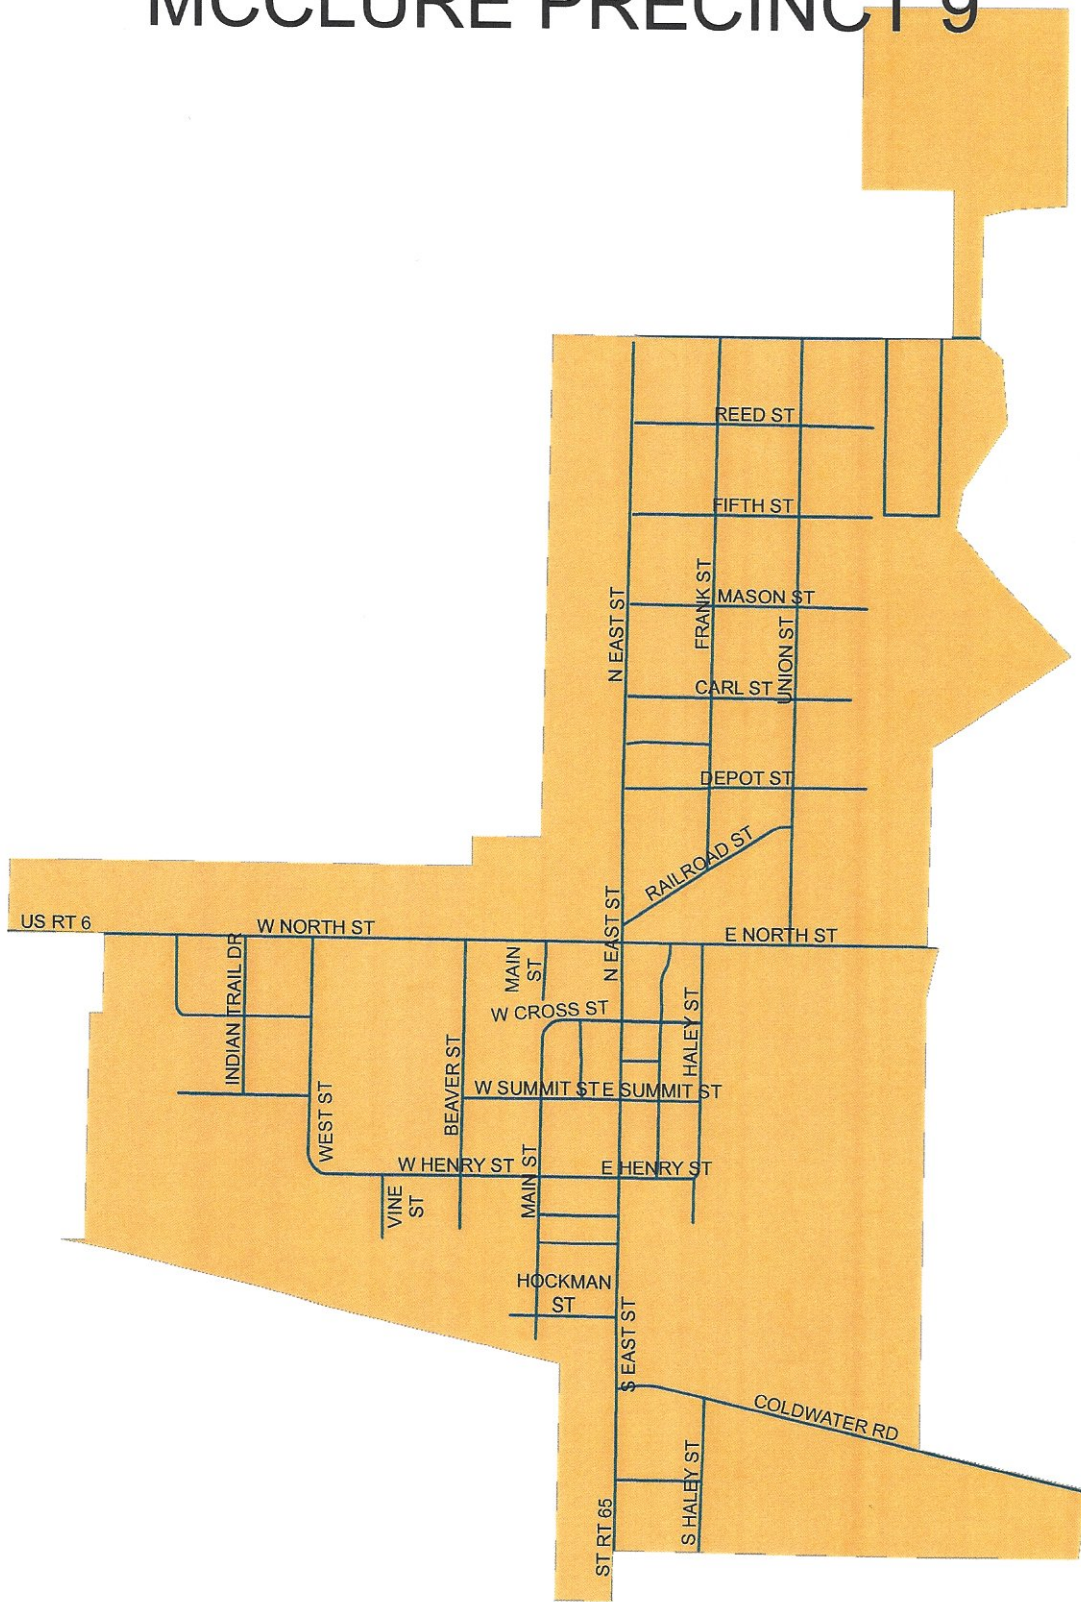 MCCLURE PRECINCT 9
REED ST
FIFTH ST
FRANK ST
MASON ST
N EAST ST
UNION ST
CARL ST
DEPOT ST
RAILROAD ST
US RT 6
W NORTH ST
N EAST ST
E NORTH ST
INDIAN TRAIL DR
MAIN
ST
W CROSS ST
HALEY ST
BEAVER ST
W SUMMIT ST
E SUMMIT ST
WEST ST
W HENRY ST
MAIN ST
E HENRY ST
VINE
ST
HOCKMAN
ST
S EAST ST
COLDWATER RD
S HALEY ST
ST RT 65